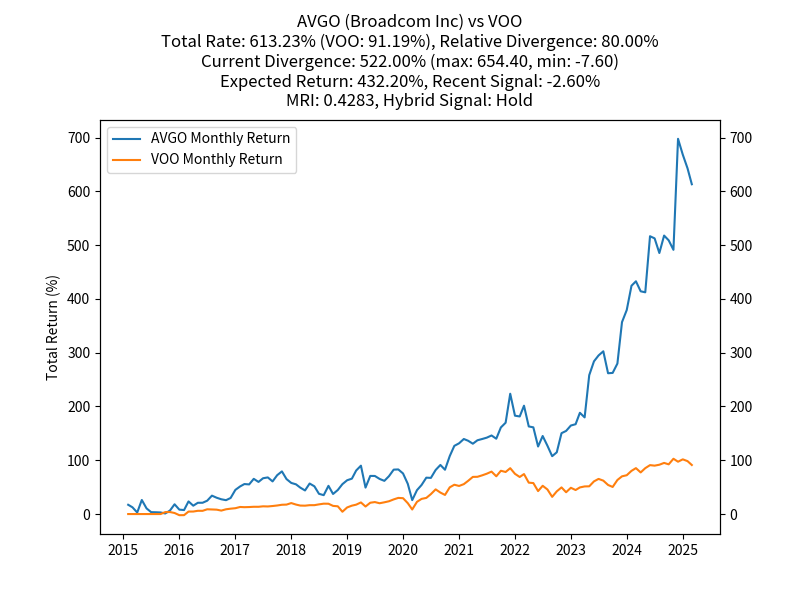 AVGO (Broadcom Inc) vs VOO
Total Rate: 613.23% (VOO: 91.19%), Relative Divergence: 80.00%
Current Divergence: 522.00% (max: 654.40, min: -7.60)
Expected Return: 432.20%, Recent Signal: -2.60%
MRI: 0.4283, Hybrid Signal: Hold
AVGO Monthly Return
VOO Monthly Return
Total Return (%)
700
600
500
400
300
200
100
0
700
600
500
400
300
200
100
0
2015 2016 2017 2018 2019 2020 2021 2022 2023 2024 2025